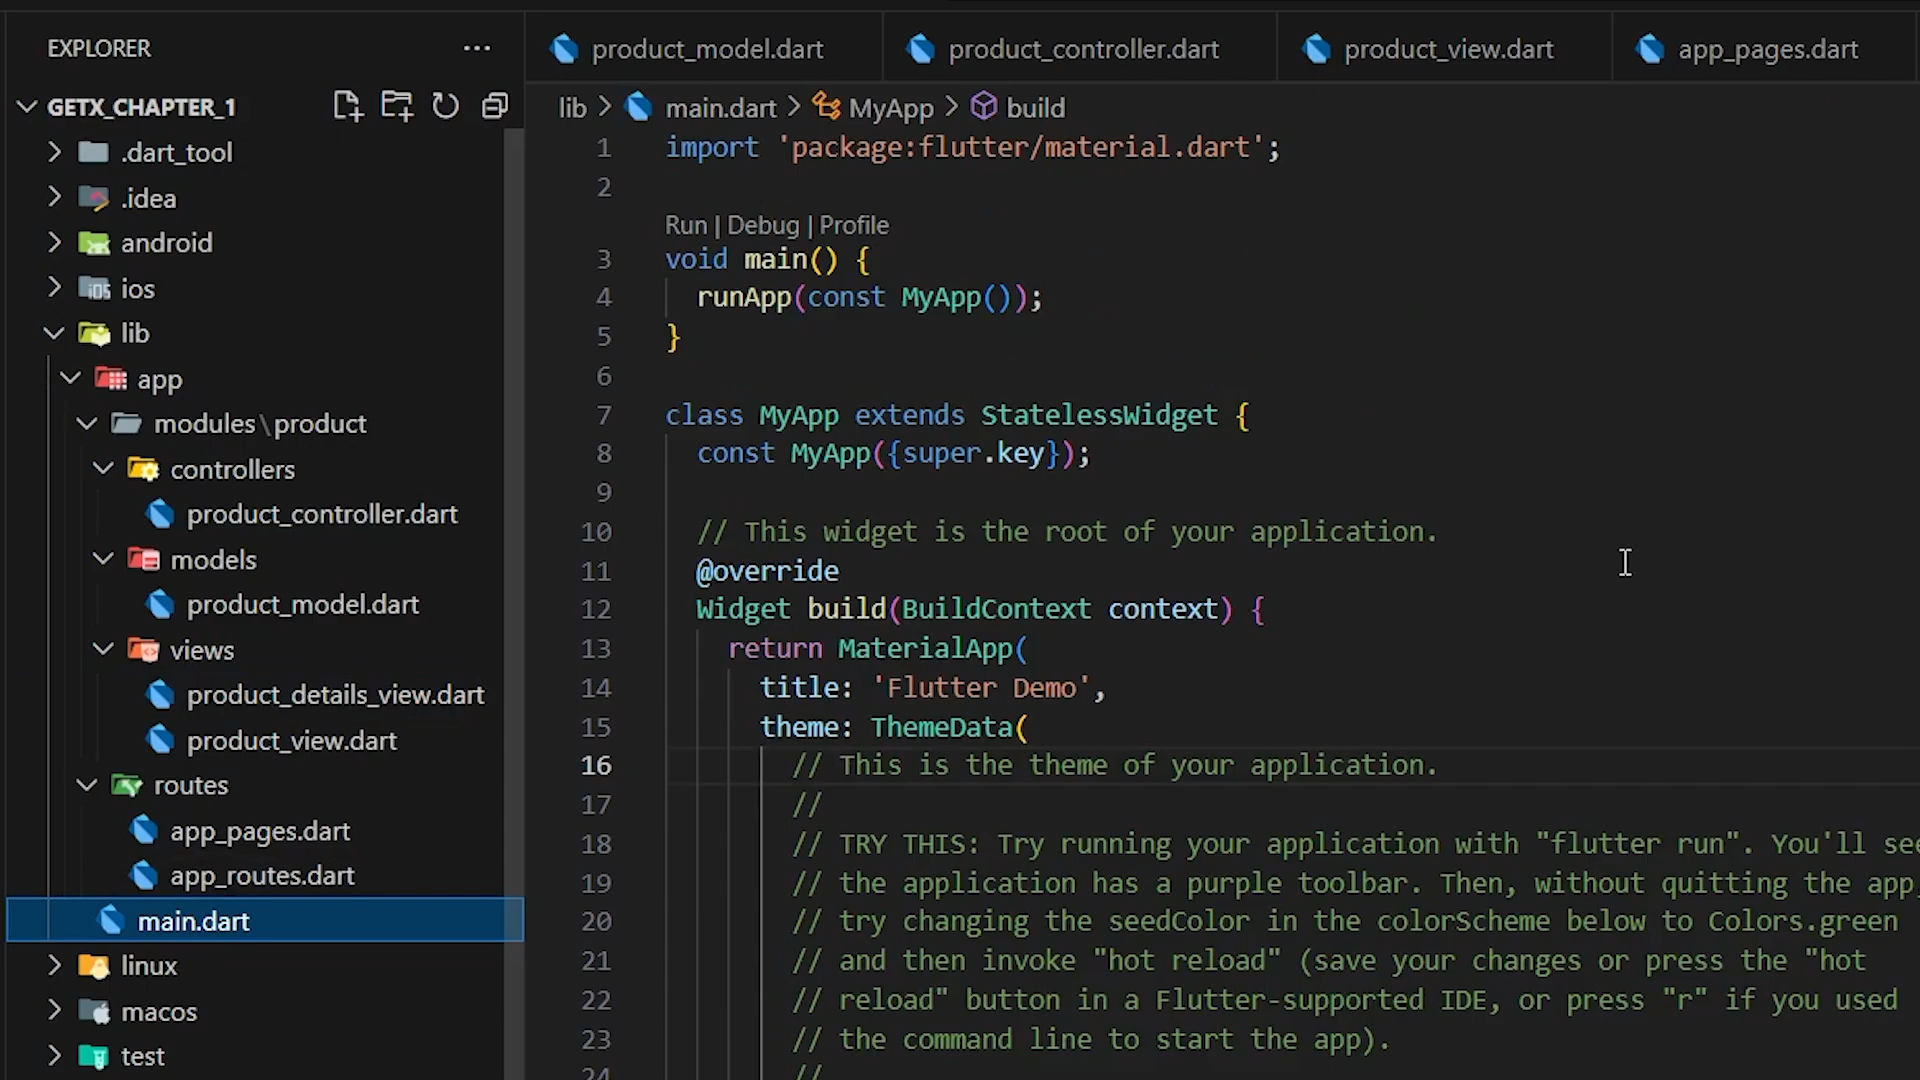 EXPLORER
GETX_CHAPTER_1
.dart_tool
.idea
android
ios
lib
app
modules\product
controllers
product_controller.dart
models
product_model.dart
views
product_details_view.dart
product_view.dart
routes
app_pages.dart
app_routes.dart
main.dart
linux
macos
test
product_model.dart
product_controller.dart
product_view.dart
app_pages.dart
lib > main.dart > MyApp > build
1 import 'package:flutter/material.dart';
2
Run | Debug | Profile
3 void main() {
4 runApp(const MyApp());
5 }
6
7 class MyApp extends StatelessWidget {
8 const MyApp({super.key});
9
10 // This widget is the root of your application.
11 @override
12 Widget build(BuildContext context) {
13 return MaterialApp(
14 title: 'Flutter Demo',
15 theme: ThemeData(
16 // This is the theme of your application.
17 //
18 // TRY THIS: Try running your application with "flutter run". You'll see
19 // the application has a purple toolbar. Then, without quitting the app,
20 // try changing the seedColor in the colorScheme below to Colors.green
21 // and then invoke "hot reload" (save your changes or press the "hot
22 // reload" button in a Flutter-supported IDE, or press "r" if you used
23 // the command line to start the app).
24 //